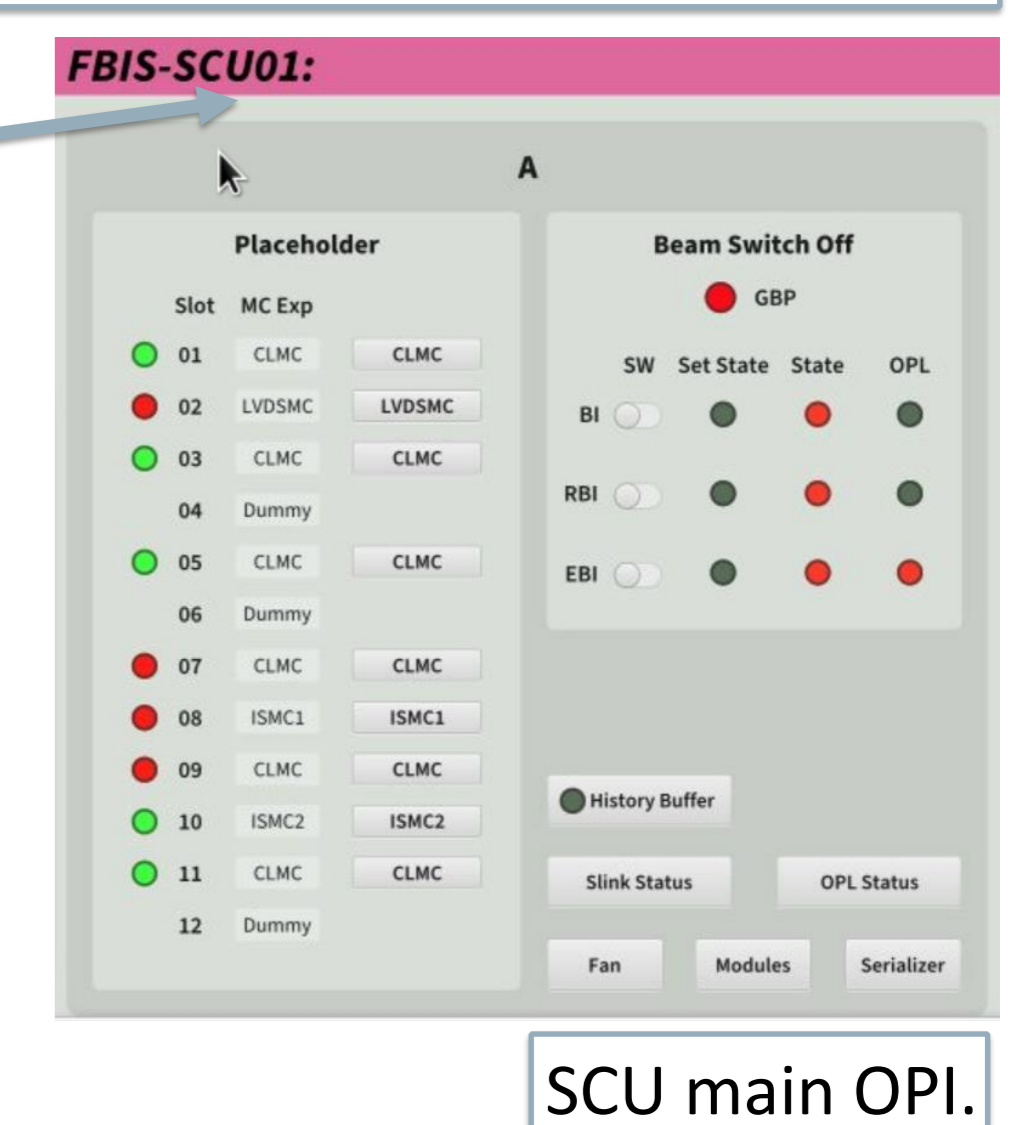 FBIS-SCU01:
A
Placeholder
Slot MC Exp
01 CLMC CLMC
02 LVDSMC LVDSMC
03 CLMC CLMC
04 Dummy
05 CLMC CLMC
06 Dummy
07 CLMC CLMC
08 ISMC1 ISMC1
09 CLMC CLMC
10 ISMC2 ISMC2
11 CLMC CLMC
12 Dummy
Beam Switch Off
GBP
SW Set State State OPL
BI
RBI
EBI
History Buffer
Slink Status OPL Status
Fan Modules Serializer
SCU main OPI.